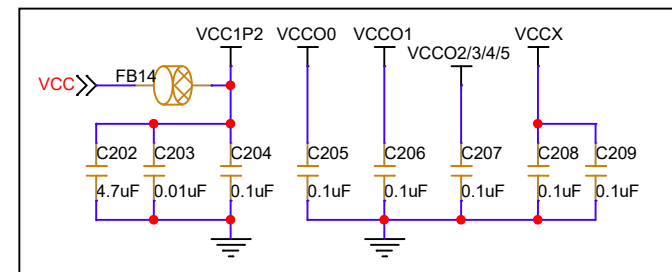 VCC1P2 VCCO0 VCCO1 VCCO2/3/4/5 VCCX
VCC FB14
C202 C203 C204 C205 C206 C207 C208 C209
4.7uF 0.01uF 0.1uF 0.1uF 0.1uF 0.1uF 0.1uF 0.1uF